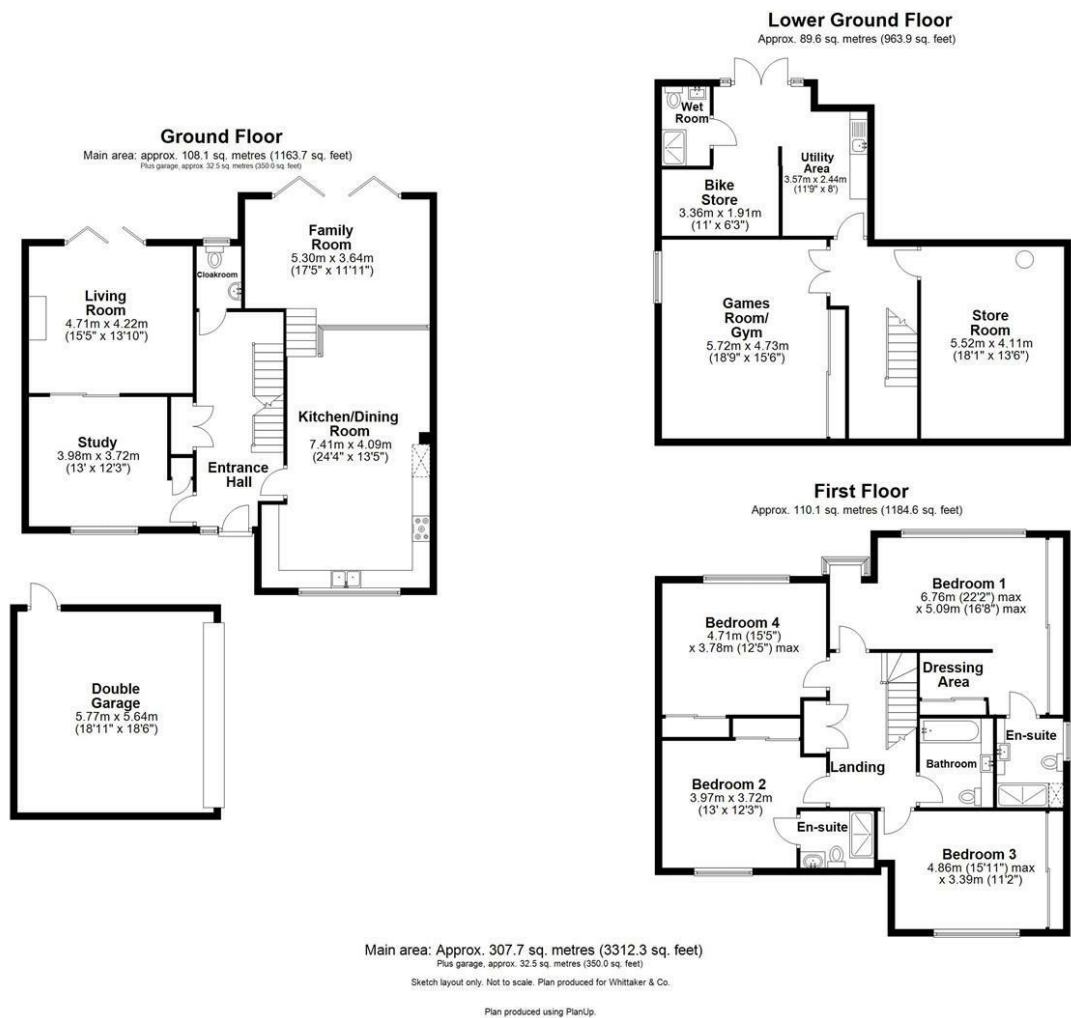 Ground Floor
Main area: approx. 108.1 sq. metres (1163.7 sq. feet)
Plus garage, approx. 32.5 sq. metres (350.0 sq. feet)
Family
Room
5.30m x 3.64m
(17'5" x 11'11")
Cloakroom
Living
Room
4.71m x 4.22m
(15'5" x 13'10")
Kitchen/Dining
Room
7.41m x 4.09m
(24'4" x 13'5")
Study
3.98m x 3.72m
(13' x 12'3")
Entrance
Hall
Double
Garage
5.77m x 5.64m
(18'11" x 18'6")
Lower Ground Floor
Approx. 89.6 sq. metres (963.9 sq. feet)
Wet
Room
Utility
Area
3.57m x 2.44m
(11'9" x 8')
Bike
Store
3.36m x 1.91m
(11' x 6'3")
Games
Room/
Gym
5.72m x 4.73m
(18'9" x 15'6")
Store
Room
5.52m x 4.11m
(18'1" x 13'6")
First Floor
Approx. 110.1 sq. metres (1184.6 sq. feet)
Bedroom 1
6.76m (22'2") max
x 5.09m (16'8") max
Bedroom 4
4.71m (15'5")
x 3.78m (12'5") max
Dressing
Area
En-suite
Bathroom
Landing
Bedroom 2
3.97m x 3.72m
(13' x 12'3")
En-suite
Bedroom 3
4.86m (15'11") max
x 3.39m (11'2")
Main area: Approx. 307.7 sq. metres (3312.3 sq. feet)
Plus garage, approx. 32.5 sq. metres (350.0 sq. feet)
Sketch layout only. Not to scale. Plan produced for Whittaker & Co.
Plan produced using PlanUp.